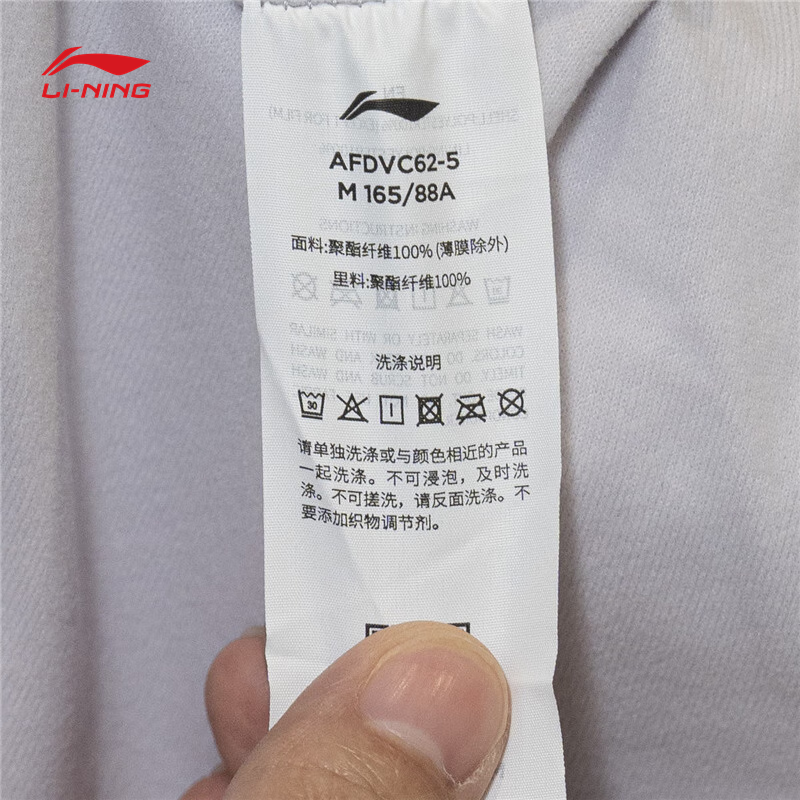 LI-NING
AFDVC62-5
M 165/88A
面料:聚酯纤维100% (薄膜除外)
里料:聚酯纤维100%
洗涤说明
30
请单独洗涤或与颜色相近的产品
一起洗涤。不可浸泡，及时洗
涤。不可搓洗，请反面洗涤。不
要添加织物调节剂。